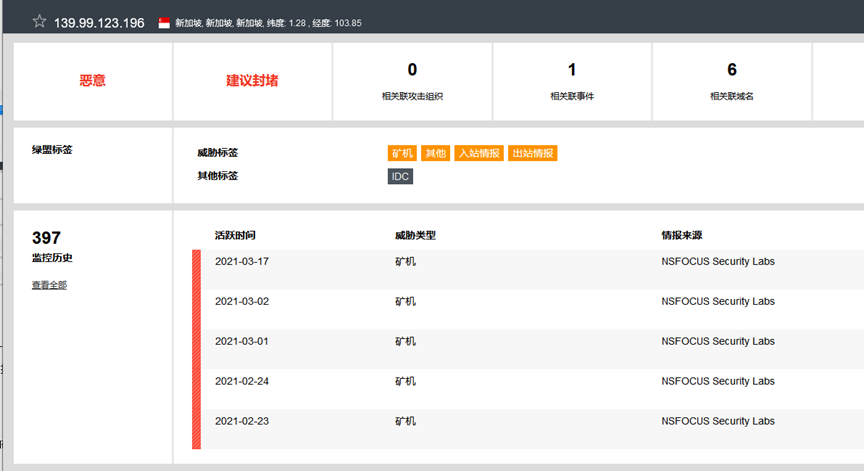 139.99.123.196 新加坡, 新加坡, 新加坡, 纬度: 1.28 , 经度: 103.85
恶意 建议封堵 0 1 6
相关联攻击组织 相关联事件 相关联域名
绿盟标签 威胁标签 矿机 其他 入站情报 出站情报
其他标签 IDC
397 活跃时间 威胁类型 情报来源
监控历史 2021-03-17 矿机 NSFOCUS Security Labs
查看全部
2021-03-02 矿机 NSFOCUS Security Labs
2021-03-01 矿机 NSFOCUS Security Labs
2021-02-24 矿机 NSFOCUS Security Labs
2021-02-23 矿机 NSFOCUS Security Labs